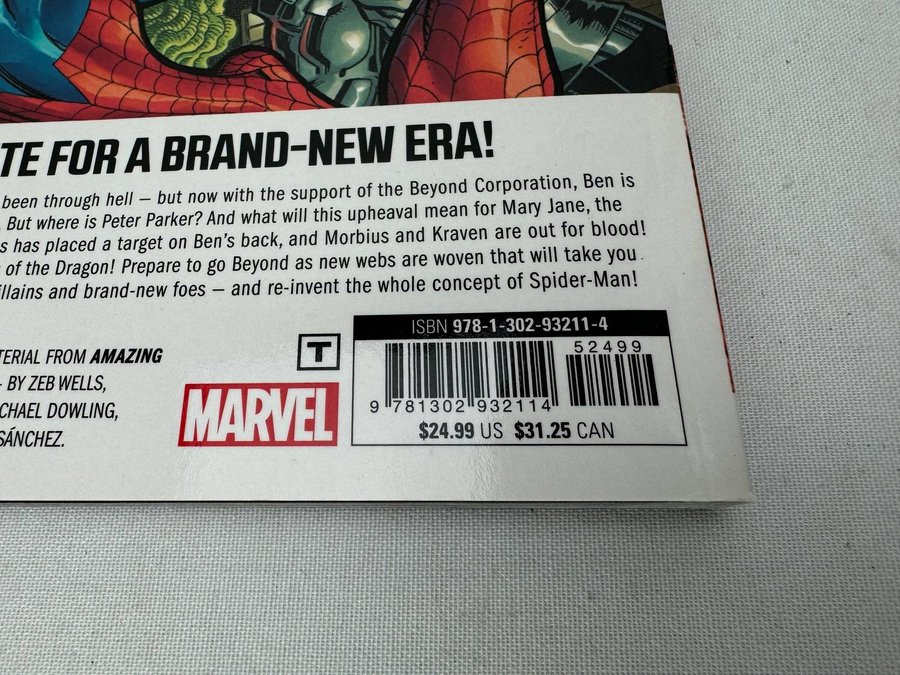 TE FOR A BRAND-NEW ERA!
been through hell – but now with the support of the Beyond Corporation, Ben is
. But where is Peter Parker? And what will this upheaval mean for Mary Jane, the
s has placed a target on Ben's back, and Morbius and Kraven are out for blood!
of the Dragon! Prepare to go Beyond as new webs are woven that will take you
illains and brand-new foes – and re-invent the whole concept of Spider-Man!
TERIAL FROM AMAZING
- BY ZEB WELLS,
CHAEL DOWLING,
SÁNCHEZ.
T
MARVEL
ISBN 978-1-302-93211-4
52499
9 781302 932114
$24.99 US $31.25 CAN